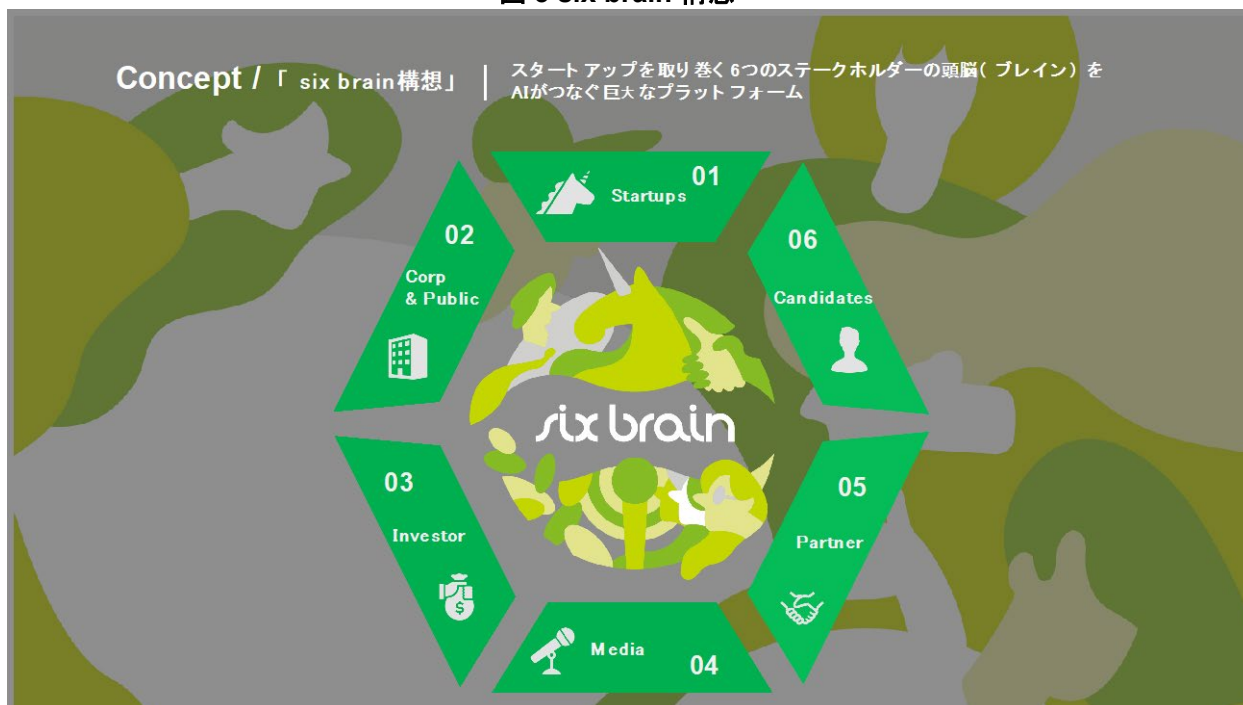 Concept / 「 six brain構想」
スタートアップを取り巻く6つのステークホルダーの頭脳( ブレイン) を
AIがつなぐ巨大なプラットフォーム
01
Startups
02
Corp
& Public
03
Investor
Media
04
05
Partner
06
Candidates
six brain
$